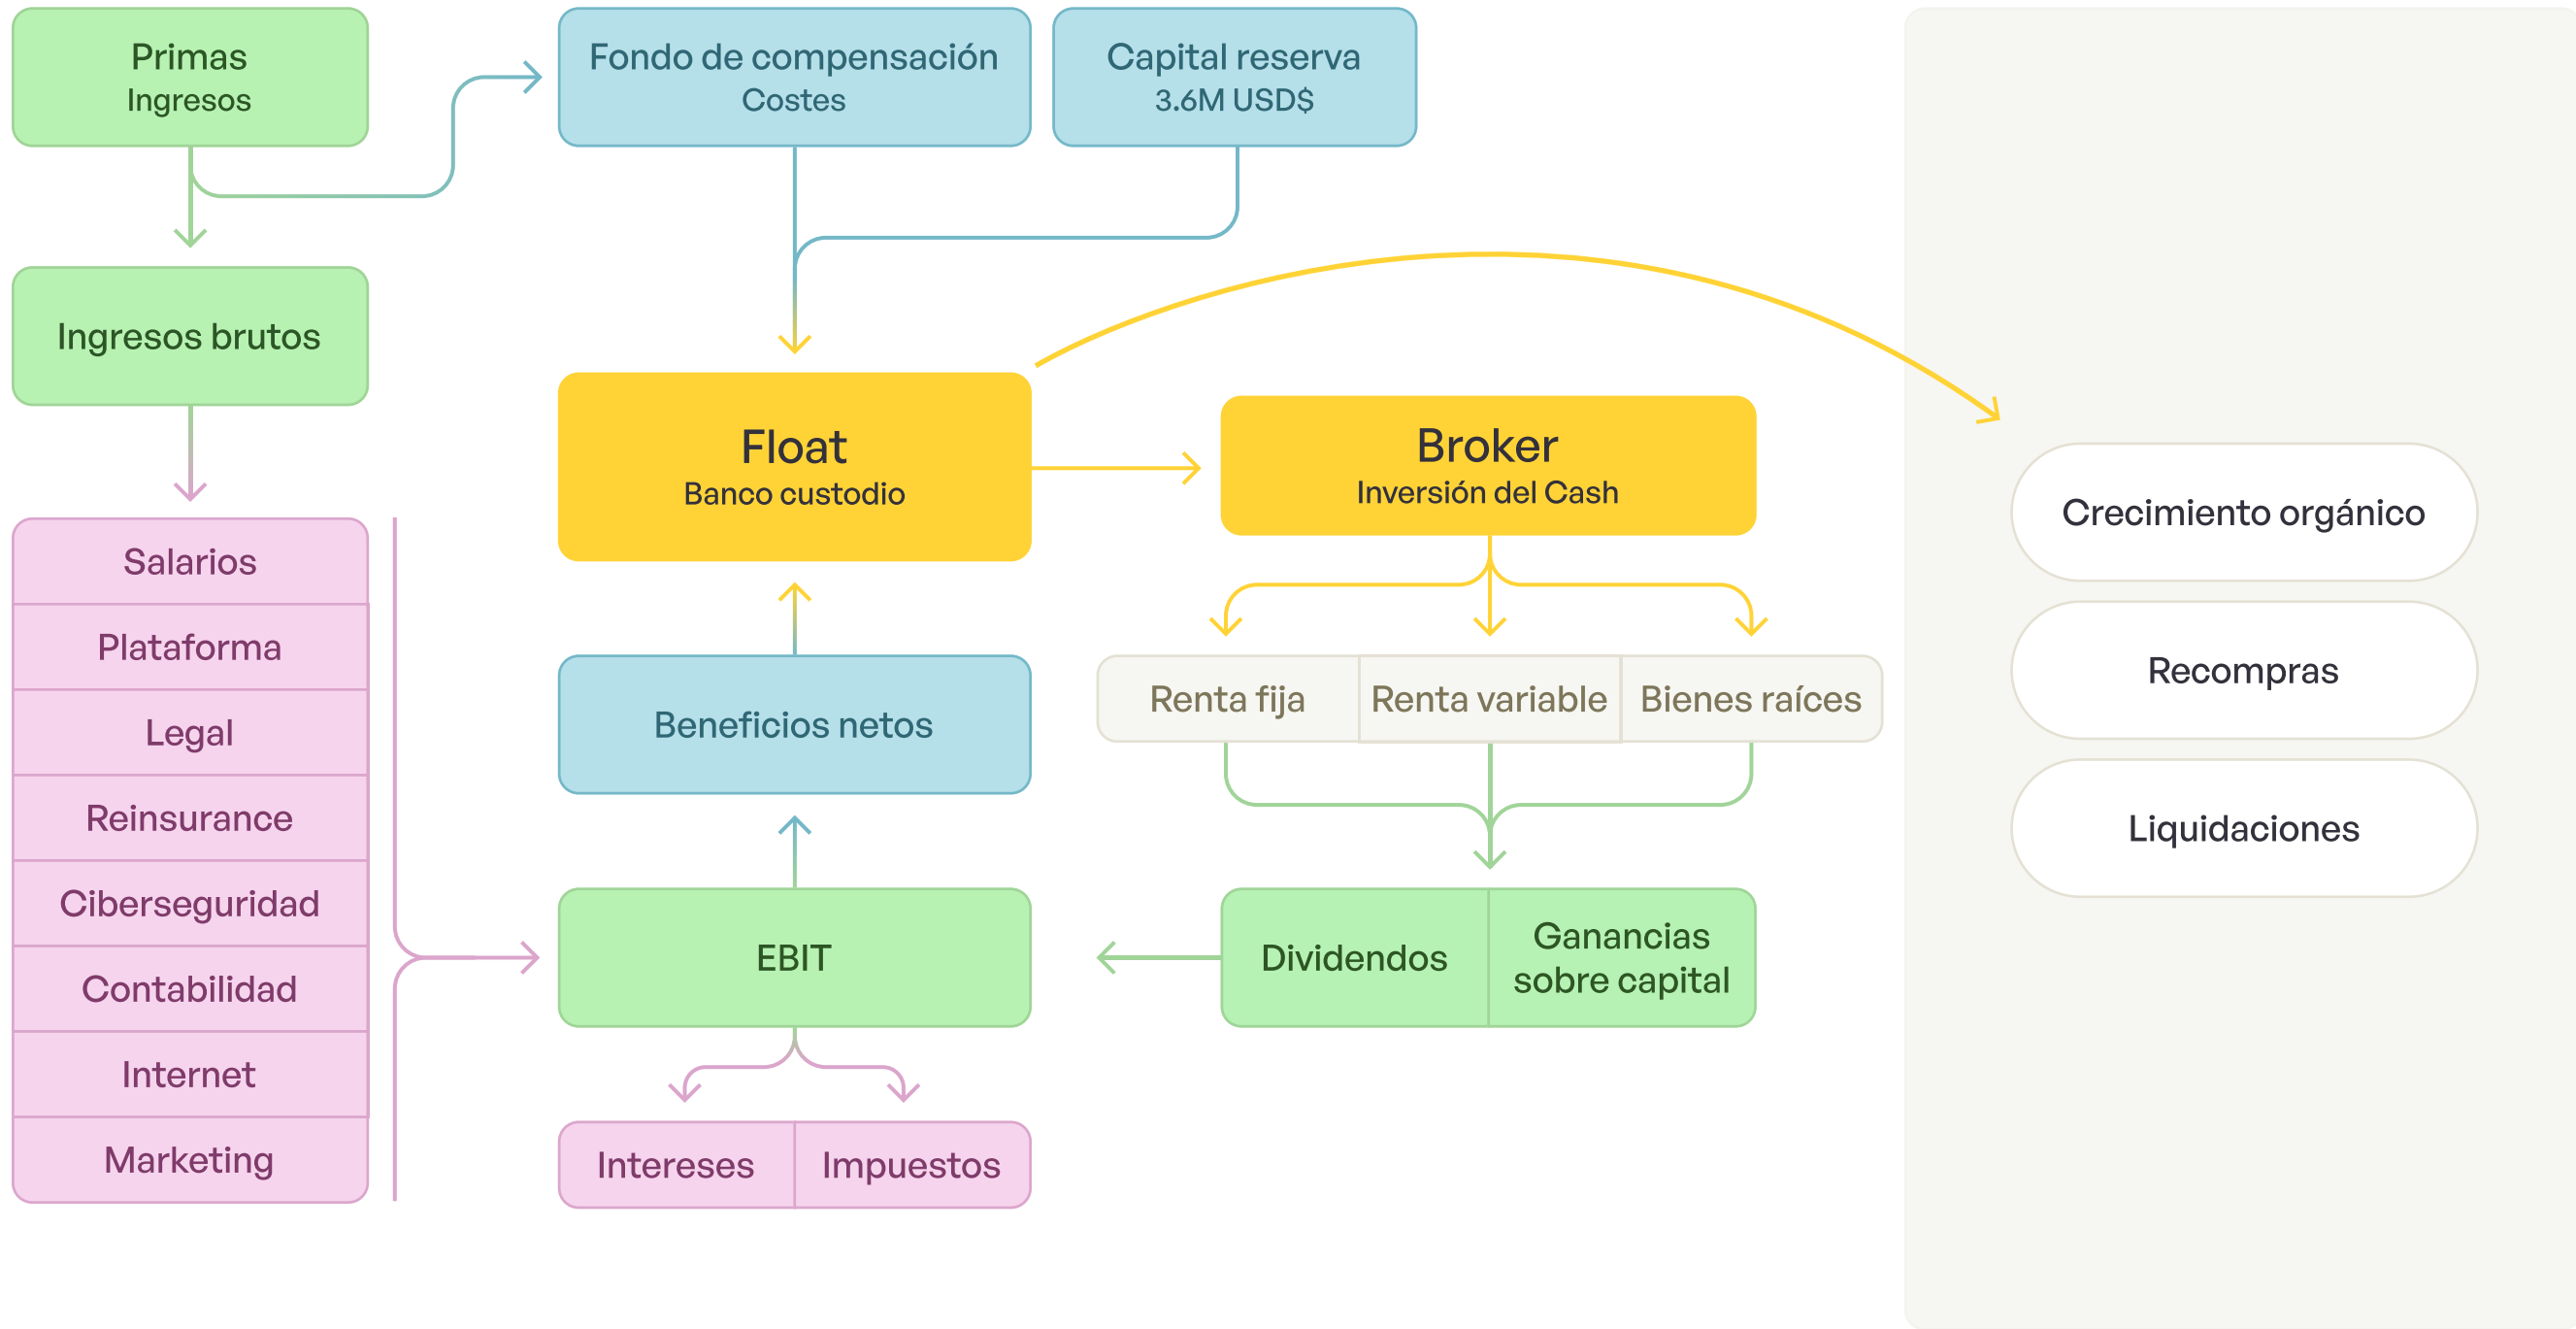 Primas
Ingresos
Fondo de compensación
Costes
Capital reserva
3.6M USD$
Ingresos brutos
Float
Banco custodio
Broker
Inversión del Cash
Crecimiento orgánico
Recompras
Liquidaciones
Salarios
Plataforma
Legal
Reinsurance
Ciberseguridad
Contabilidad
Internet
Marketing
Beneficios netos
Renta fija
Renta variable
Bienes raíces
EBIT
Dividendos
Ganancias
sobre capital
Intereses
Impuestos